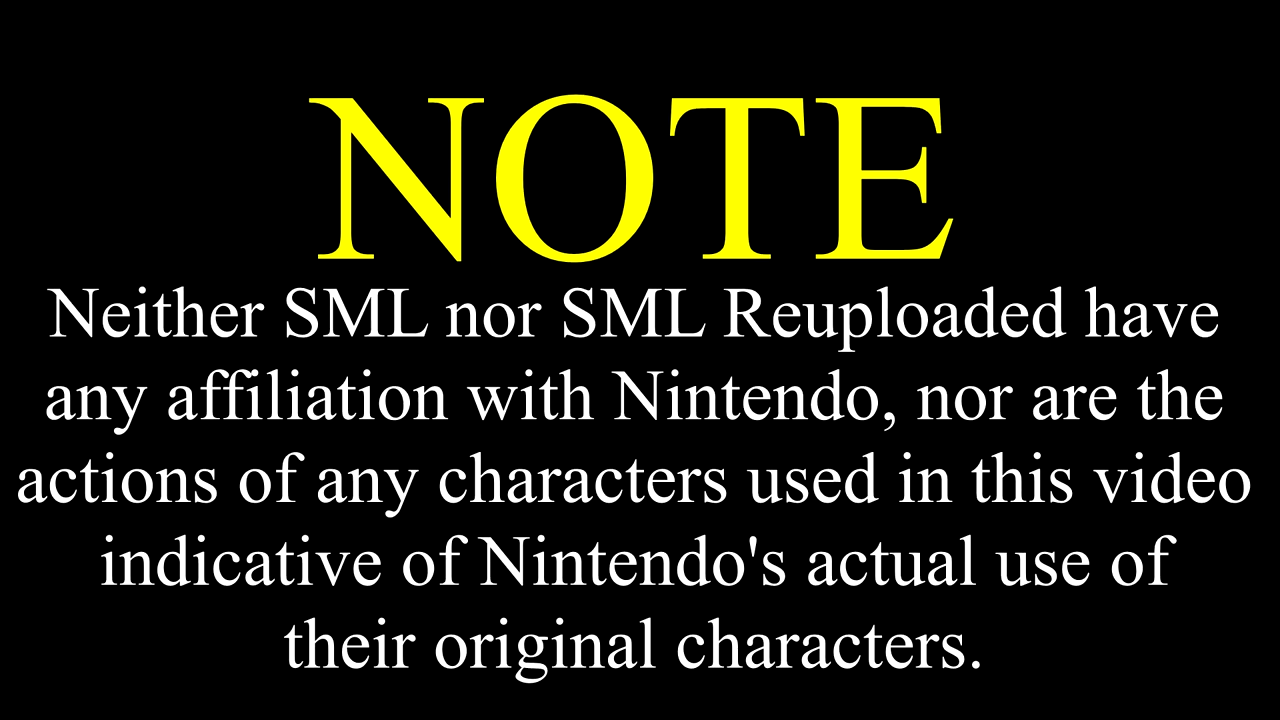 NOTE
Neither SML nor SML Reuploaded have
any affiliation with Nintendo, nor are the
actions of any characters used in this video
indicative of Nintendo's actual use of
their original characters.